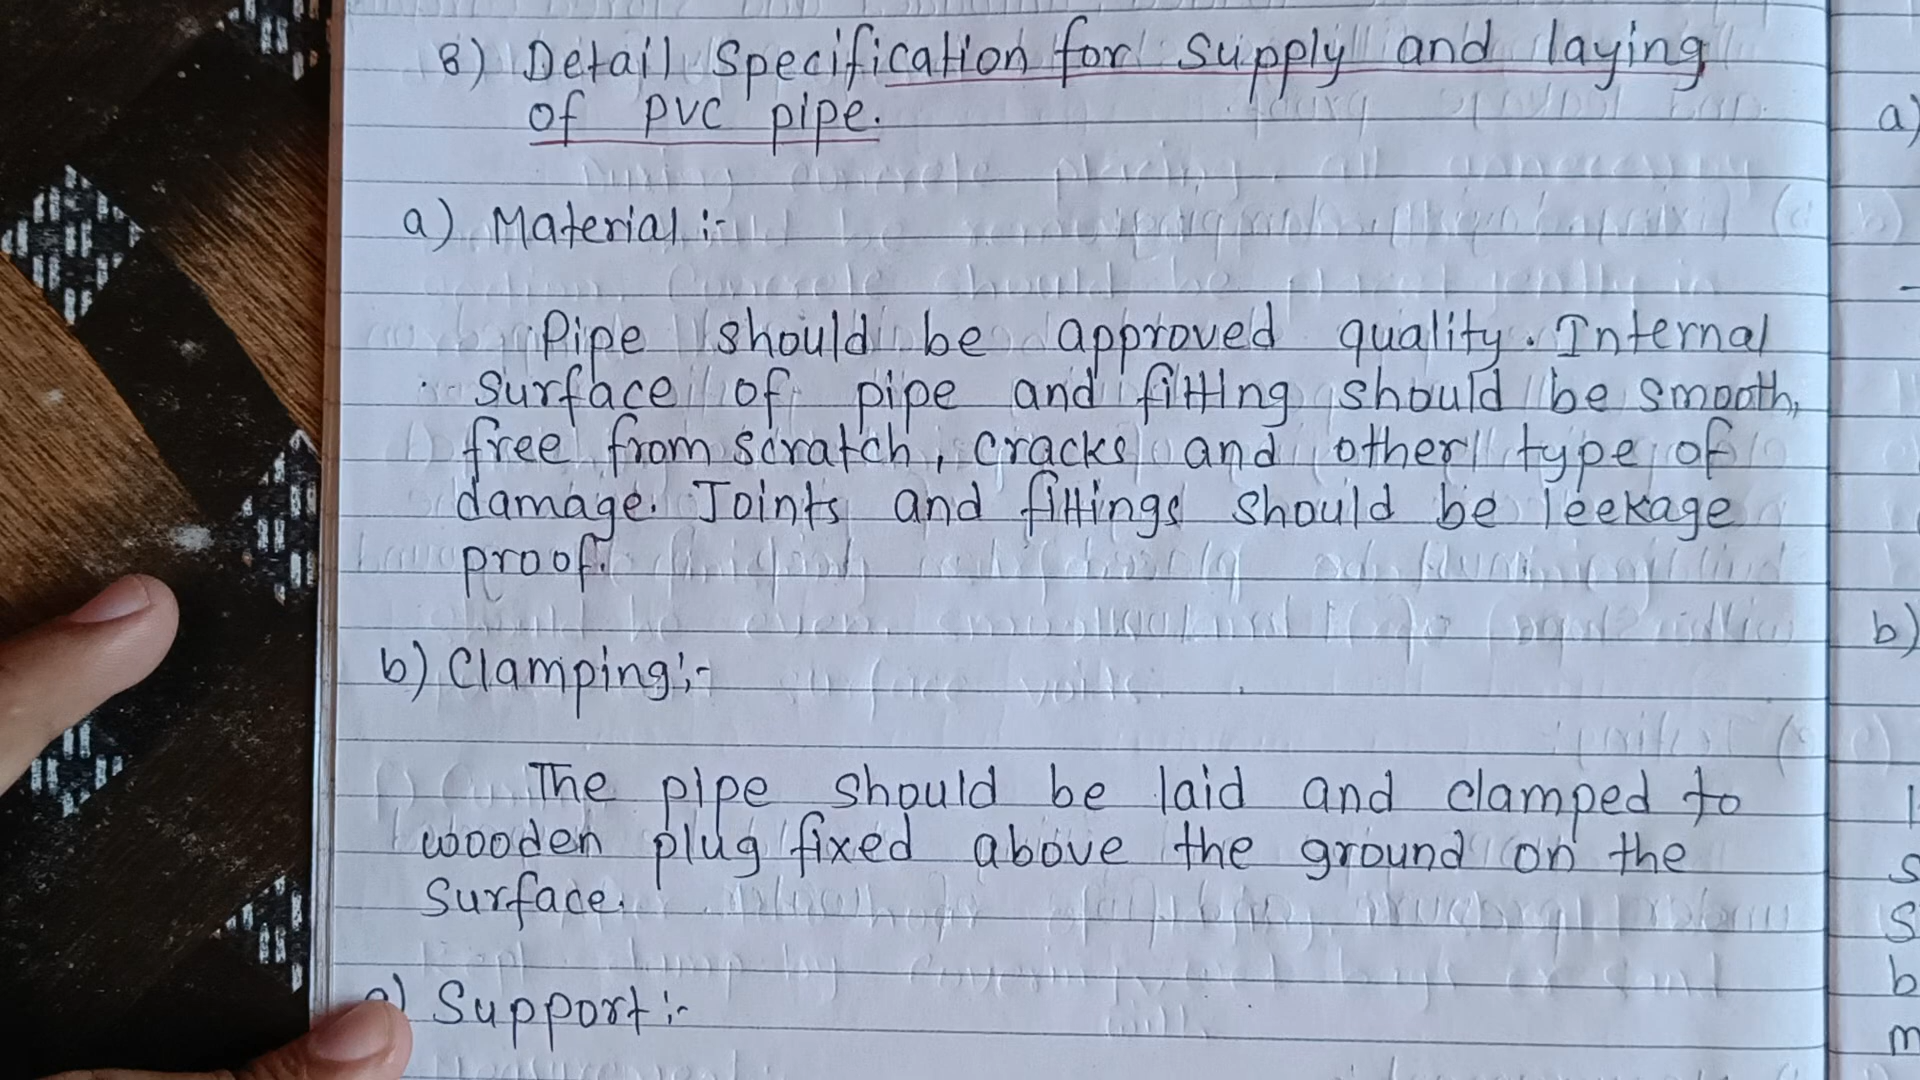 8) Detail Specification for supply and laying
of PVC pipe.
a) Material :-
Pipe should be approved quality. Internal
surface of pipe and fitting should be smooth,
free from scratch, cracks and other type of
damage. Joints and fittings should be leekage
proof.
b) Clamping :-
The pipe should be laid and clamped to
wooden plug fixed above the ground on the
surface.
Support :-
a)
b)